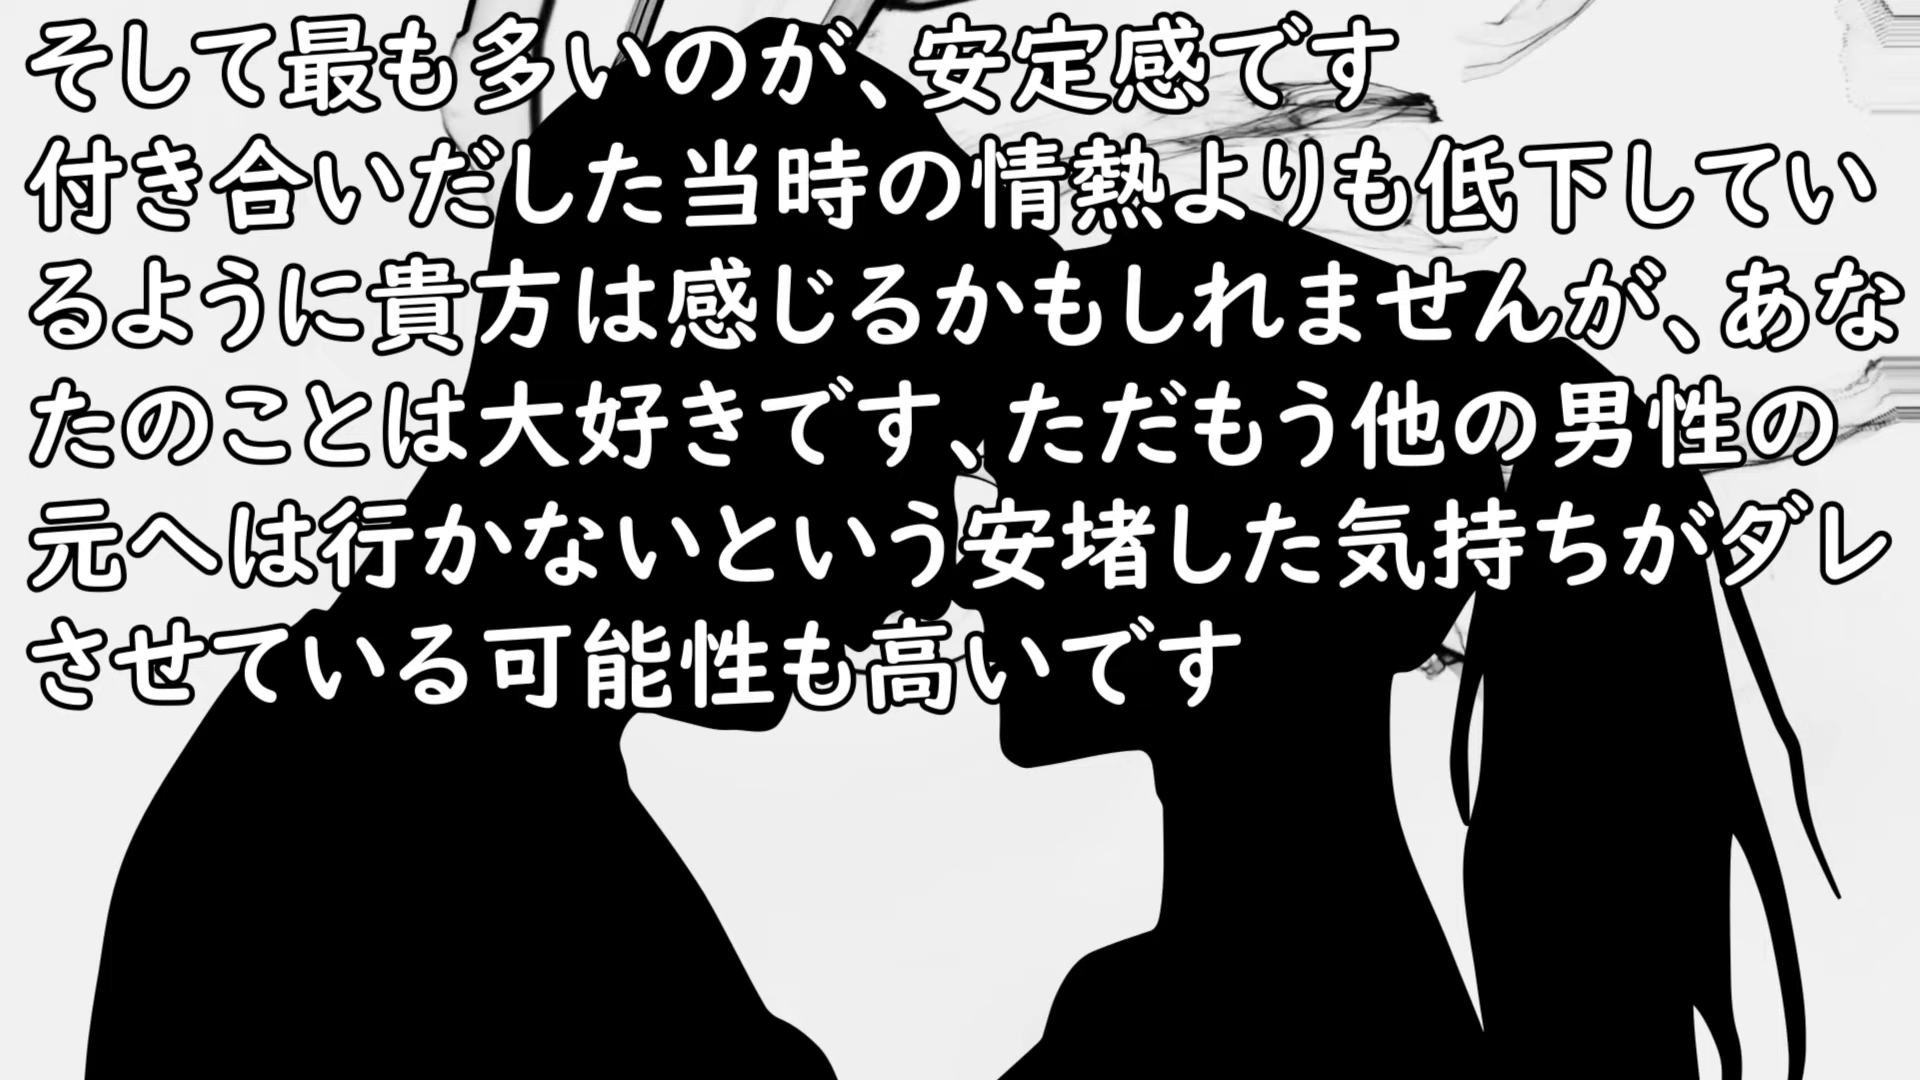 そして最も多いのが、安定感です
付き合いだした当時の情熱よりも低下してい
るように貴方は感じるかもしれませんが、あな
たのことは大好きです、ただもう他の男性の
元へは行かないという安堵した気持ちがダレ
させている可能性も高いです